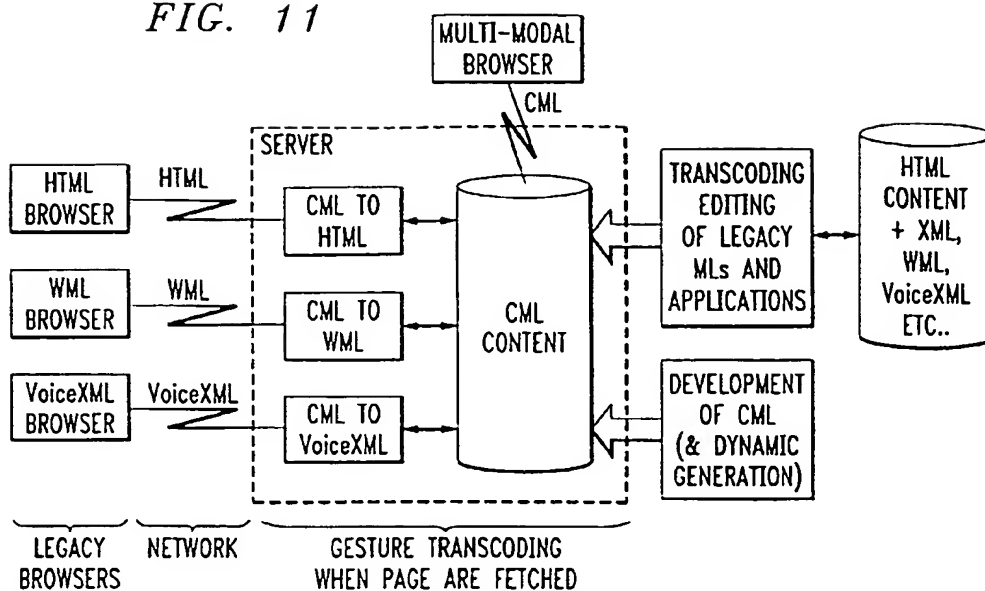 FIG. 11
MULTI-MODAL
BROWSER
CML
SERVER
HTML
BROWSER
HTML
CML TO
HTML
WML
BROWSER
WML
CML TO
WML
VoiceXML
BROWSER
VoiceXML
CML TO
VoiceXML
CML
CONTENT
TRANSCODING
EDITING
OF LEGACY
MLs AND
APPLICATIONS
HTML
CONTENT
+ XML,
WML,
VoiceXML
ETC..
DEVELOPMENT
OF CML
(& DYNAMIC
GENERATION)
LEGACY
BROWSERS
NETWORK
GESTURE TRANSCODING
WHEN PAGE ARE FETCHED